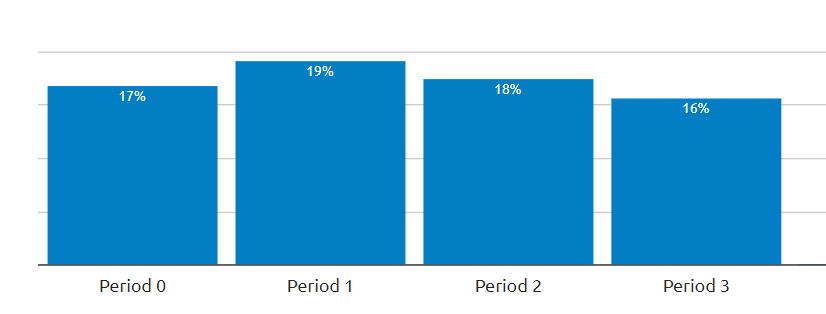 17%
19%
18%
16%
Period 0
Period 1
Period 2
Period 3